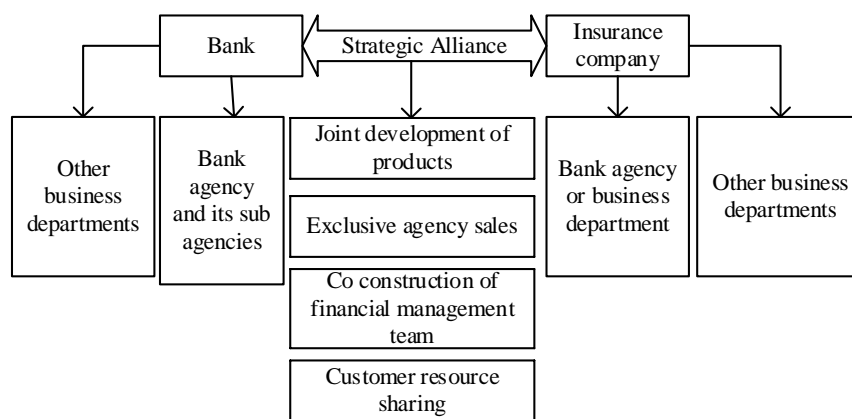 Bank
Strategic Alliance
Insurance
company
Other
business
departments
Bank
agency
and its sub
agencies
Joint development of
products
Exclusive agency sales
Co construction of
financial management
team
Customer resource
sharing
Bank agency
or business
department
Other business
departments